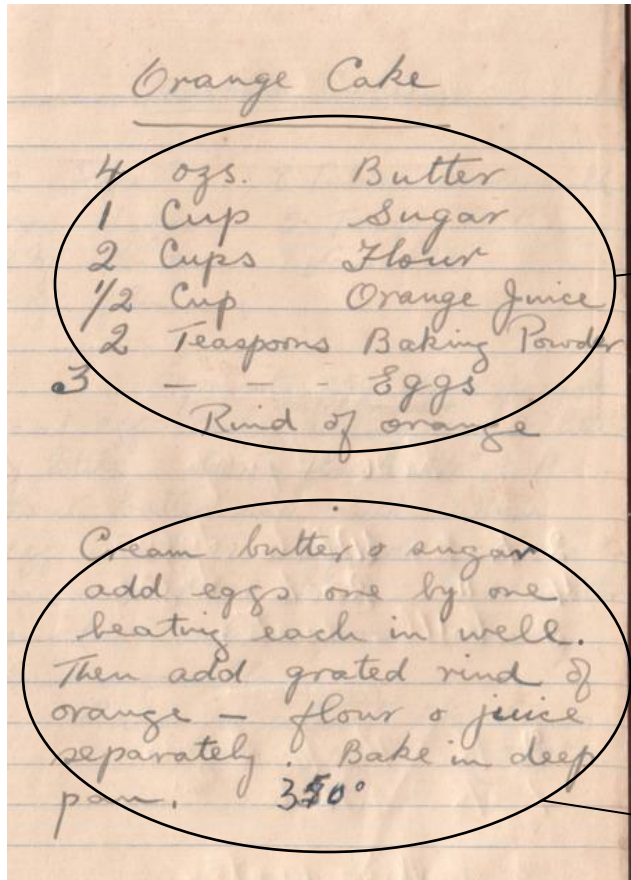 Orange Cake
4 ozs. Butter
1 Cup Sugar
2 Cups Flour
1/2 Cup Orange Juice
2 Teaspoons Baking Powder
3 - - - Eggs
Rind of orange
Cream butter & sugar
add eggs one by one
beating each in well.
Then add grated rind of
orange – flour & juice
separately. Bake in deep
pan. 350°